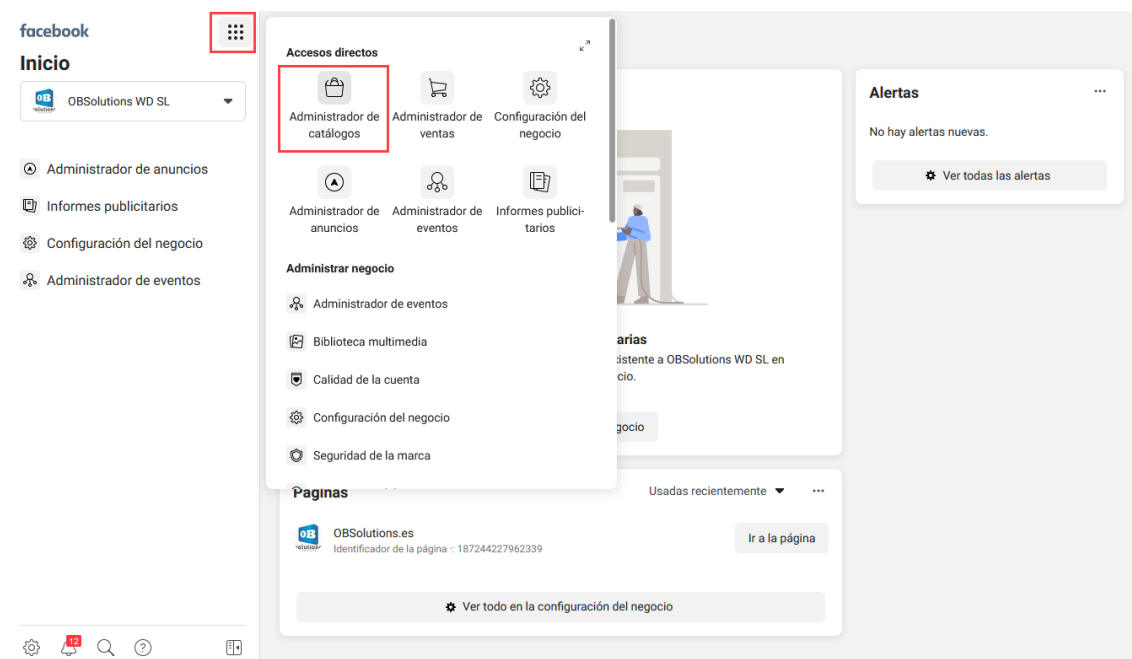 facebook
Inicio
OBSolutions WD SL
Administrador de anuncios
Informes publicitarios
Configuración del negocio
Administrador de eventos
12
Accesos directos
Administrador de
catálogos
Administrador de
ventas
Configuración del
negocio
Administrador de
anuncios
Administrador de
eventos
Informes publici-
tarios
Administrar negocio
Administrador de eventos
Biblioteca multimedia
Calidad de la cuenta
Configuración del negocio
Seguridad de la marca
arias
istente a OBSolutions WD SL en
cio.
gocio
Páginas
Usadas recientemente
OB
OBSolutions.es
Identificador de la página -: 187244227962339
Ir a la página
Ver todo en la configuración del negocio
Alertas
No hay alertas nuevas.
Ver todas las alertas